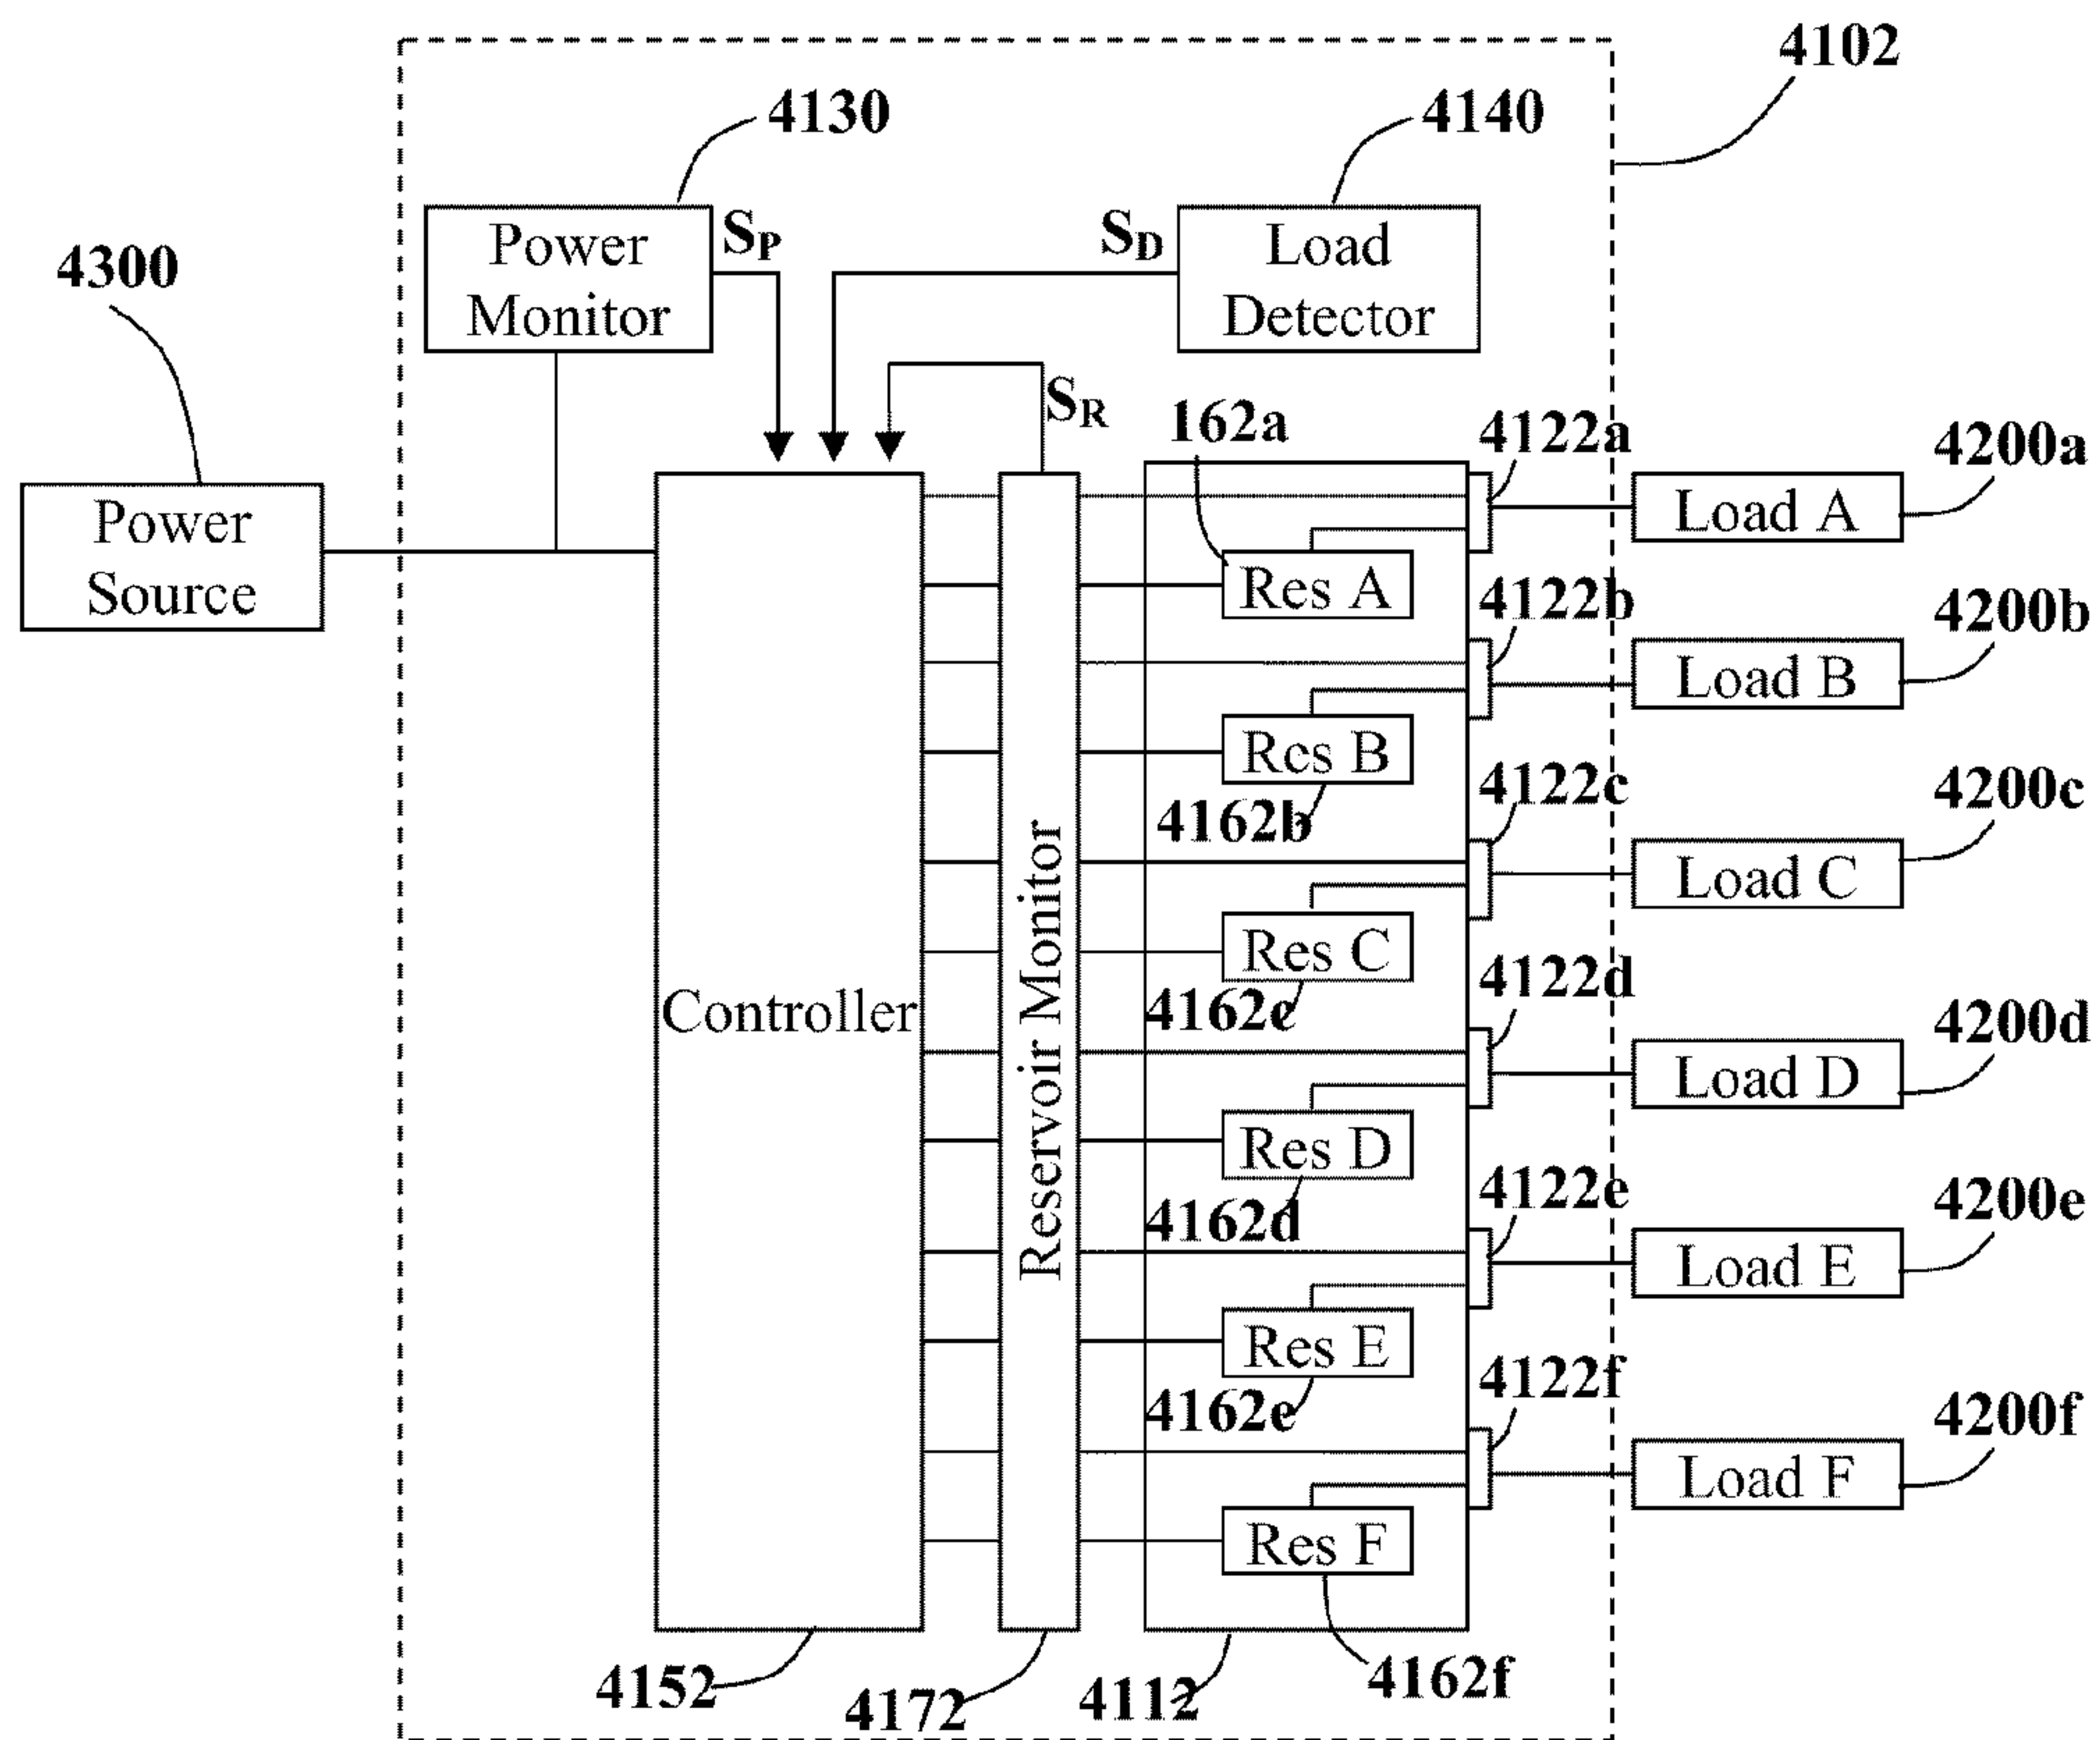 4102
4130
4140
Power
Monitor
SP
SD
Load
Detector
4300
SR
162a
4122a
4200a
Power
Source
Load A
Res A
4122b
4200b
Load B
Res B
4162b
4122c
4200c
Load C
Res C
4162c
Controller
Reservoir Monitor
4122d
4200d
Load D
Res D
4162d
4122e
4200e
Load E
Res E
4162e
4122f
4200f
Load F
Res F
4152
4172
4112
4162f